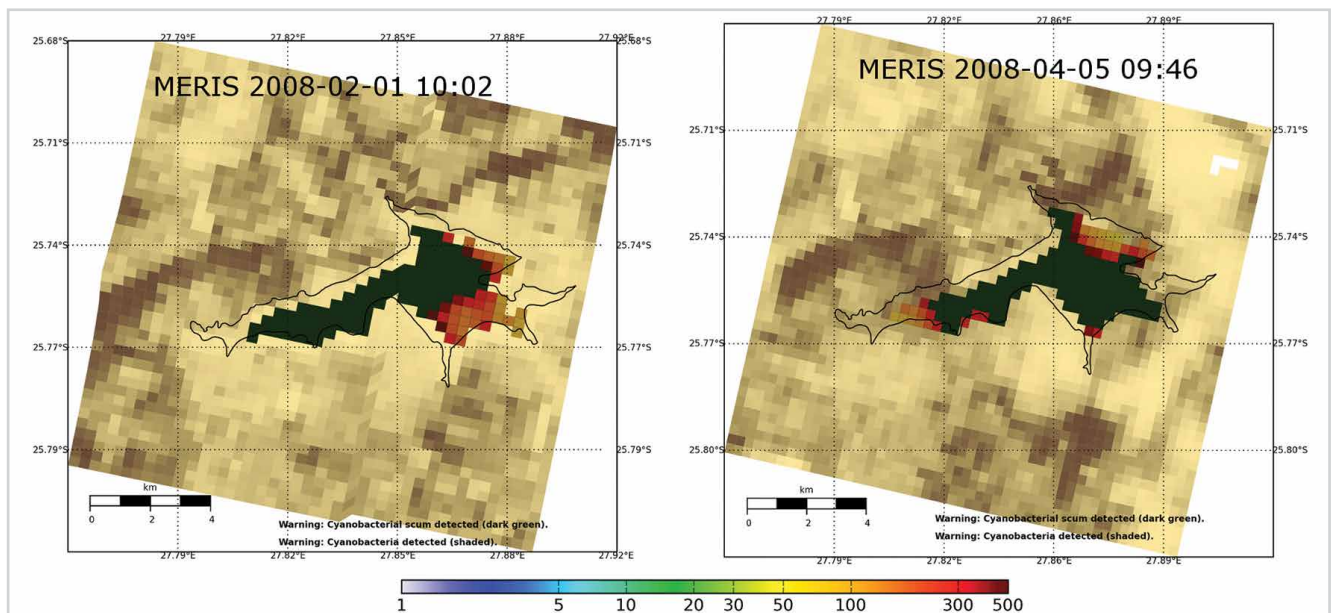 27.79°E 27.82°E 27.85°E 27.88°E 27.92°E
25.68°S 25.68°S
MERIS 2008-02-01 10:02
25.71°S 25.71°S
25.74°S 25.74°S
25.77°S 25.77°S
25.79°S 25.79°S
km
0 2 4
Warning: Cyanobacterial scum detected (dark green).
Warning: Cyanobacteria detected (shaded).
27.79°E 27.82°E 27.85°E 27.88°E 27.92°E
27.79°E 27.82°E 27.86°E 27.89°E
MERIS 2008-04-05 09:46
25.71°S 25.71°S
25.74°S 25.74°S
25.77°S 25.77°S
25.80°S 25.80°S
km
0 2 4
Warning: Cyanobacterial scum detected (dark green).
Warning: Cyanobacteria detected (shaded).
27.79°E 27.82°E 27.86°E 27.89°E
1 5 10 20 30 50 100 300 500